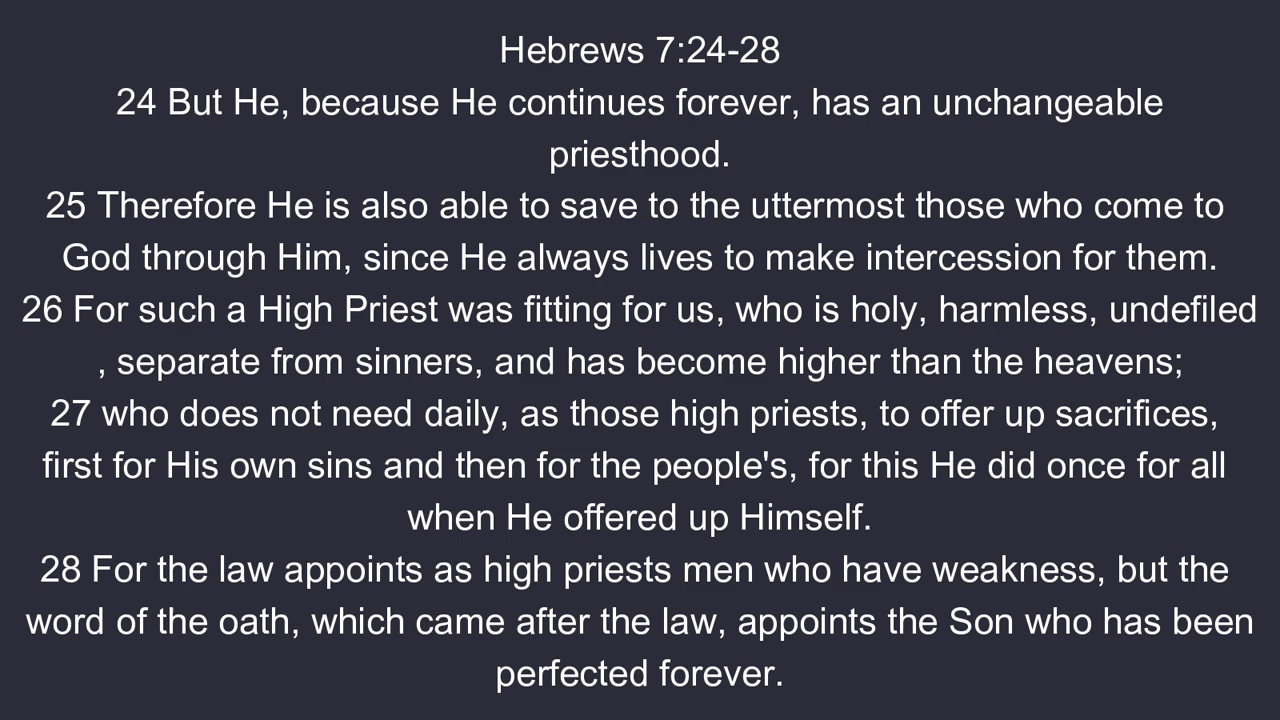 Hebrews 7:24-28
24 But He, because He continues forever, has an unchangeable
priesthood.
25 Therefore He is also able to save to the uttermost those who come to
God through Him, since He always lives to make intercession for them.
26 For such a High Priest was fitting for us, who is holy, harmless, undefiled
, separate from sinners, and has become higher than the heavens;
27 who does not need daily, as those high priests, to offer up sacrifices,
first for His own sins and then for the people's, for this He did once for all
when He offered up Himself.
28 For the law appoints as high priests men who have weakness, but the
word of the oath, which came after the law, appoints the Son who has been
perfected forever.